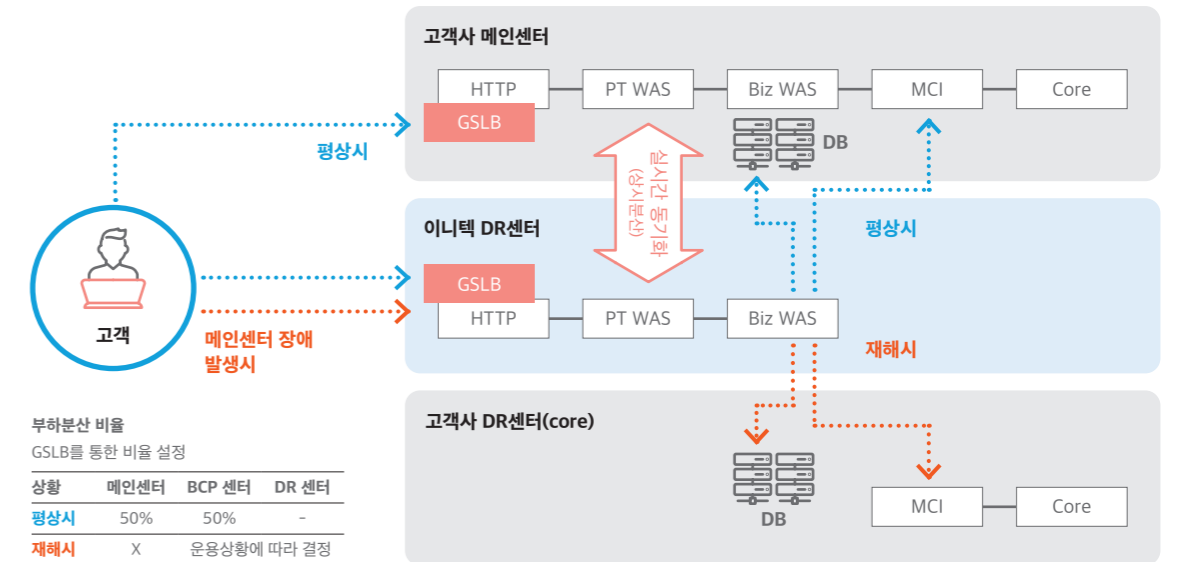 고객사 메인센터
HTTP
PT WAS
Biz WAS
MCI
Core
GSLB
DB
평상시
실시간 동기화
(상시분산)
이니텍 DR센터
평상시
GSLB
HTTP
PT WAS
Biz WAS
고객
메인센터 장애
발생시
재해시
고객사 DR센터(core)
DB
MCI
Core
부하분산 비율
GSLB를 통한 비율 설정
상황 메인센터 BCP 센터 DR 센터
평상시 50% 50% -
재해시 X 운용상황에 따라 결정